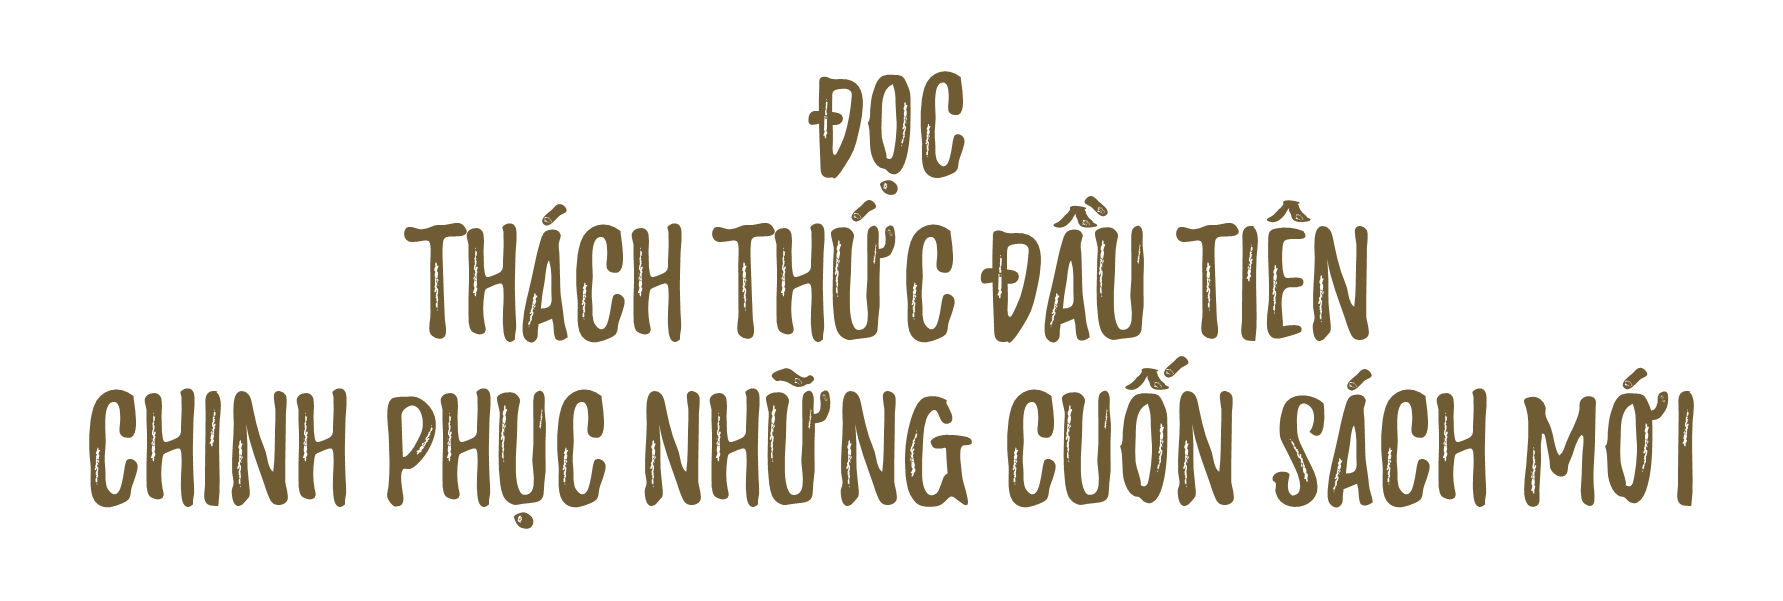 ĐỌC
THÁCH THỨC ĐẦU TIÊN
CHINH PHỤC NHỮNG CUỐN SÁCH MỚI